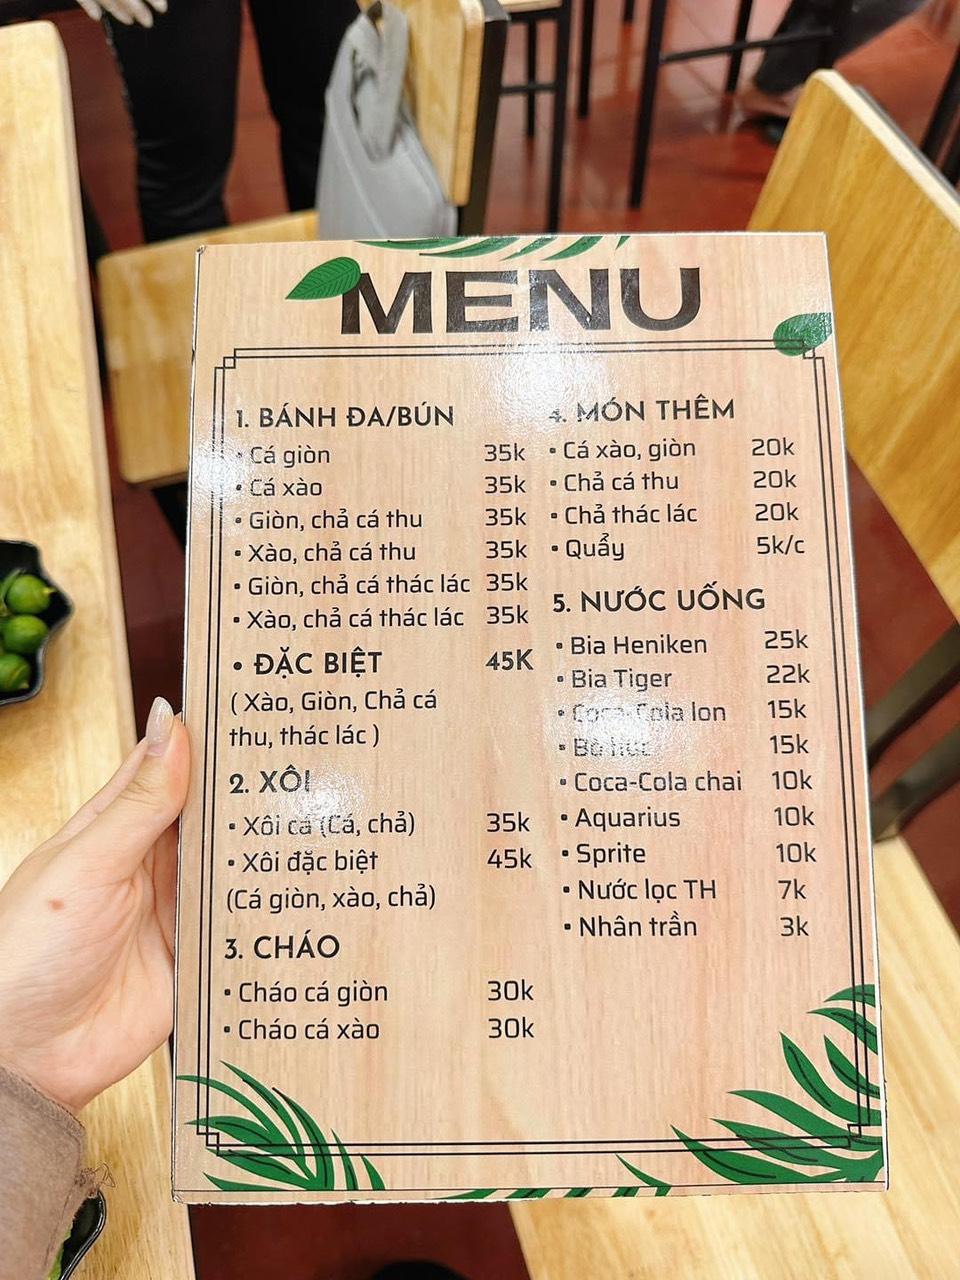 MENU
1. BÁNH ĐA/BÚN
• Cá giòn 35k
• Cá xào 35k
• Giòn, chả cá thu 35k
• Xào, chả cá thu 35k
• Giòn, chả cá thác lác 35k
• Xào, chả cá thác lác 35k
• ĐẶC BIỆT 45K
( Xào, Giòn, Chả cá
thu, thác lác )
2. XÔI
• Xôi cá (Cá, chả) 35k
• Xôi đặc biệt 45k
(Cá giòn, xào, chả)
3. CHÁO
• Cháo cá giòn 30k
• Cháo cá xào 30k
4. MÓN THÊM
• Cá xào, giòn 20k
• Chả cá thu 20k
• Chả thác lác 20k
• Quẩy 5k/c
5. NƯỚC UỐNG
• Bia Heniken 25k
• Bia Tiger 22k
• Coca-Cola lon 15k
• Bò húc 15k
• Coca-Cola chai 10k
• Aquarius 10k
• Sprite 10k
• Nước lọc TH 7k
• Nhân trần 3k